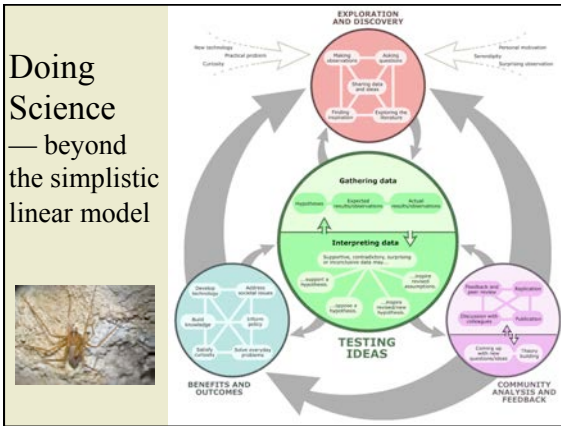 Doing
Science
— beyond
the simplistic
linear model
EXPLORATION
AND DISCOVERY
New technology
Practical problem
Curiosity
Personal motivation
Serendipity
Surprising observation
Making
observations
Asking
questions
Sharing data
and ideas
Finding
inspiration
Exploring the
literature
Gathering data
Hypotheses
Expected
results/observations
Actual
results/observations
Interpreting data
Supportive, contradictory, surprising
or inconclusive data may...
...support a
hypothesis.
...oppose a
hypothesis.
...inspire
revised/new
hypothesis.
...inspire
revised
assumptions.
TESTING
IDEAS
Develop
technology
Address
societal issues
Build
knowledge
Inform
policy
Satisfy
curiosity
Solve everyday
problems
BENEFITS AND
OUTCOMES
Feedback and
peer review
Replication
Discussion with
colleagues
Publication
Coming up
with new
questions/ideas
Theory
building
COMMUNITY
ANALYSIS AND
FEEDBACK